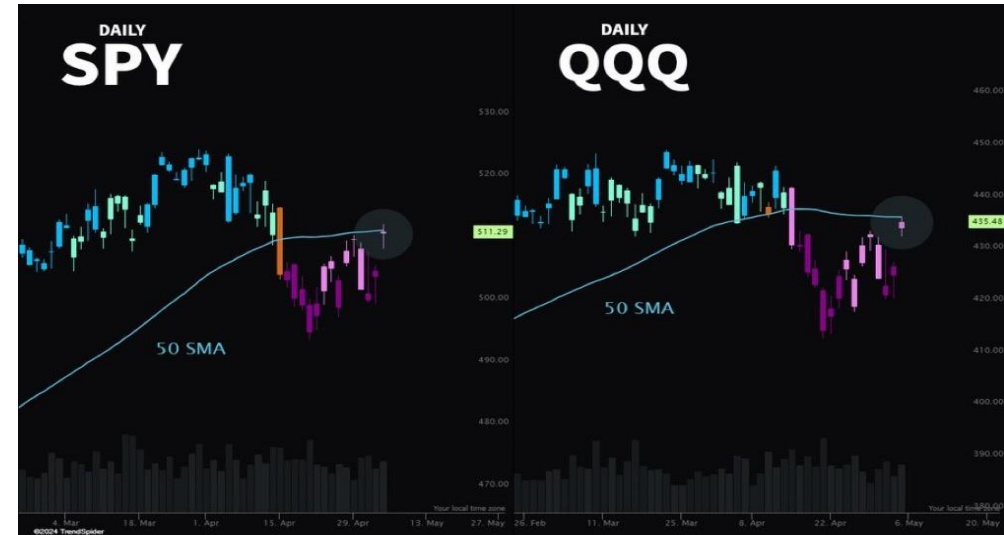 DAILY
SPY
530.00
520.00
511.29
500.00
490.00
50 SMA
480.00
470.00
Your local time zone
4. Mar 18. Mar 1. Apr 15. Apr 29. Apr 13. May 27. May
©2024 TrendSpider
DAILY
QQQ
460.00
450.00
440.00
435.48
430.00
420.00
50 SMA
410.00
400.00
390.00
380.00
Your local time zone
26. Feb 11. Mar 25. Mar 8. Apr 22. Apr 6. May 20. May